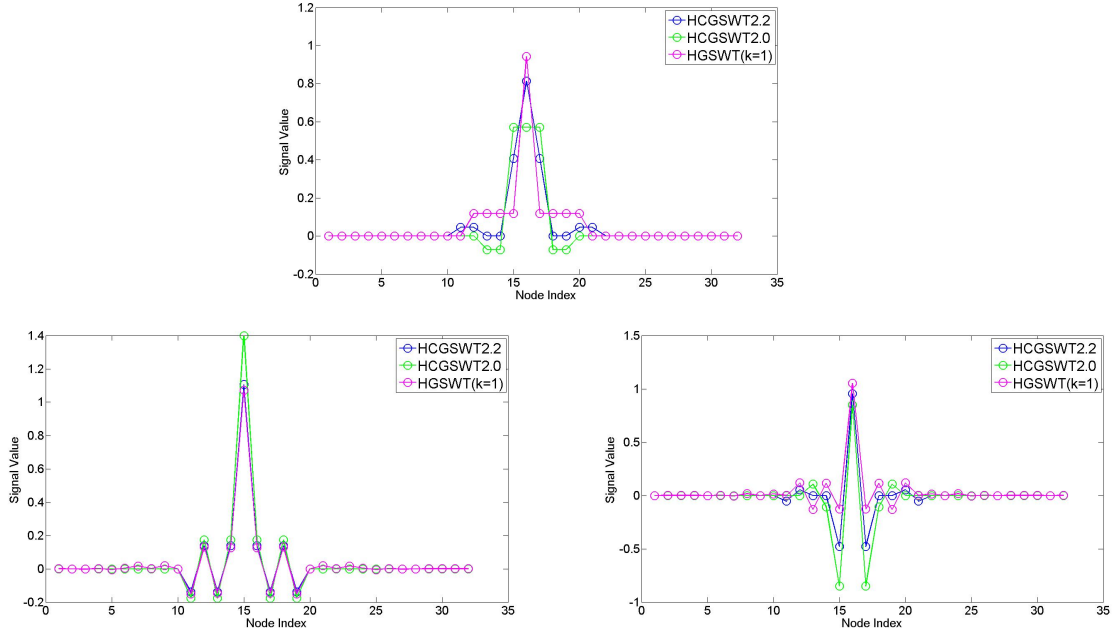 1.2
1
0.8
0.6
0.4
0.2
0
-0.2
Signal Value
0 5 10 15 20 25 30 35
Node Index
HCGSWT2.2
HCGSWT2.0
HGSWT(k=1)
1.4
1.2
1
0.8
0.6
0.4
0.2
0
-0.2
Signal Value
0 5 10 15 20 25 30 35
Node Index
HCGSWT2.2
HCGSWT2.0
HGSWT(k=1)
1.5
1
0.5
0
-0.5
-1
Signal Value
0 5 10 15 20 25 30 35
Node Index
HCGSWT2.2
HCGSWT2.0
HGSWT(k=1)